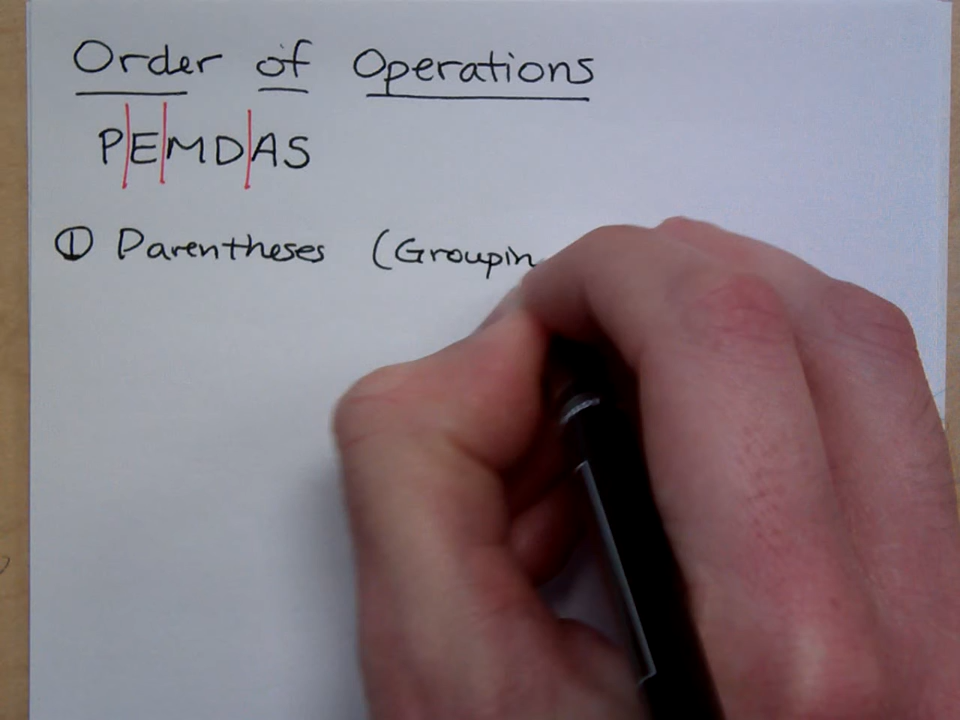 Order of Operations
PEMDAS
① Parentheses (Groupin